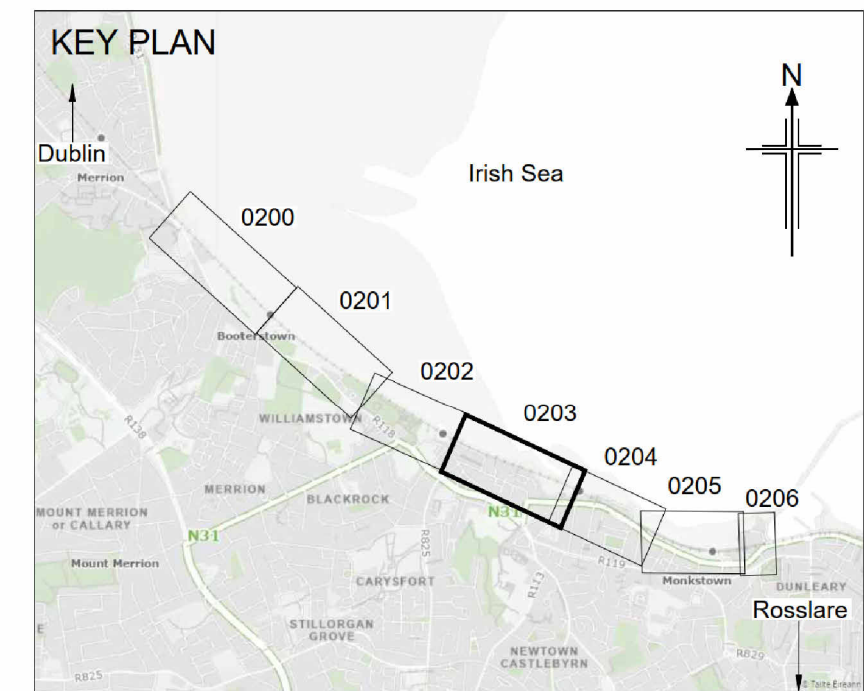 KEY PLAN
N
Dublin
Merrion
Irish Sea
0200
0201
Booterstown
0202
0203
WILLIAMSTOWN
R118
R138
0204
MERRION
BLACKROCK
0205
0206
MOUNT MERRION
or CALLARY
N31
N31
R825
Mount Merrion
R119
Monkstown
CARYSFORT
R113
DUNLEARY
Rosslare
STILLORGAN
GROVE
E
NEWTOWN
CASTLEBYRN
R829
R825
© Tailte Éireann